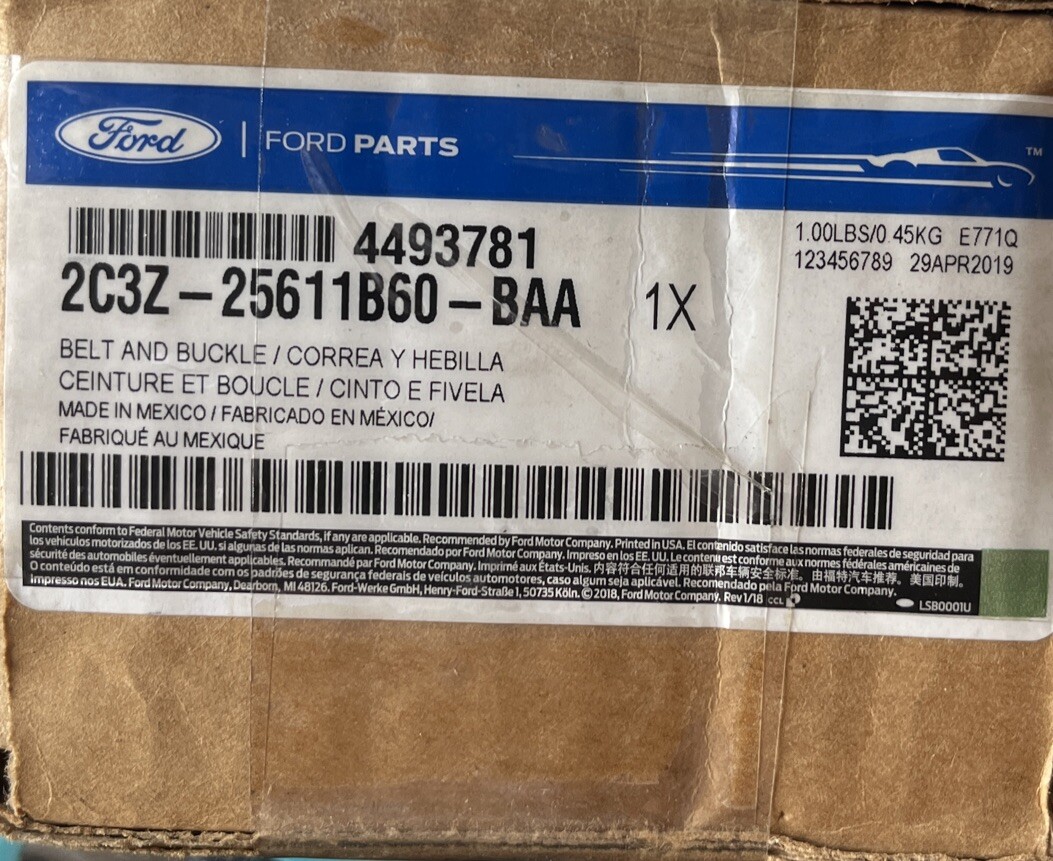 Ford | FORD PARTS
TM
4493781
1.00LBS/0.45KG E771Q
123456789 29APR2019
2C3Z-25611B60-BAA 1X
BELT AND BUCKLE / CORREA Y HEBILLA
CEINTURE ET BOUCLE / CINTO E FIVELA
MADE IN MEXICO / FABRICADO EN MÉXICO/
FABRIQUÉ AU MEXIQUE
Contents conform to Federal Motor Vehicle Safety Standards, if any are applicable. Recommended by Ford Motor Company. Printed in USA. El contenido satisface las normas federales de seguridad para
los vehículos motorizados de los EE. UU. si algunas de las normas aplican. Recomendado por Ford Motor Company. Impreso en los EE. UU. Le contenu est conforme aux normes fédérales américaines de
sécurité des automobiles éventuellement applicables. Recommandé par Ford Motor Company. Imprimé aux États-Unis. 内容符合任何适用的联邦车辆安全标准。由福特汽车推荐。美国印制。
O conteúdo está em conformidade com os padrões de segurança federais de veículos automotores, caso algum seja aplicável. Recomendado pela Ford Motor Company.
Impresso nos EUA. Ford Motor Company, Dearborn, MI 48126. Ford-Werke GmbH, Henry-Ford-Straße 1, 50735 Köln. © 2018, Ford Motor Company. Rev 1/18 CCL
LSB0001U